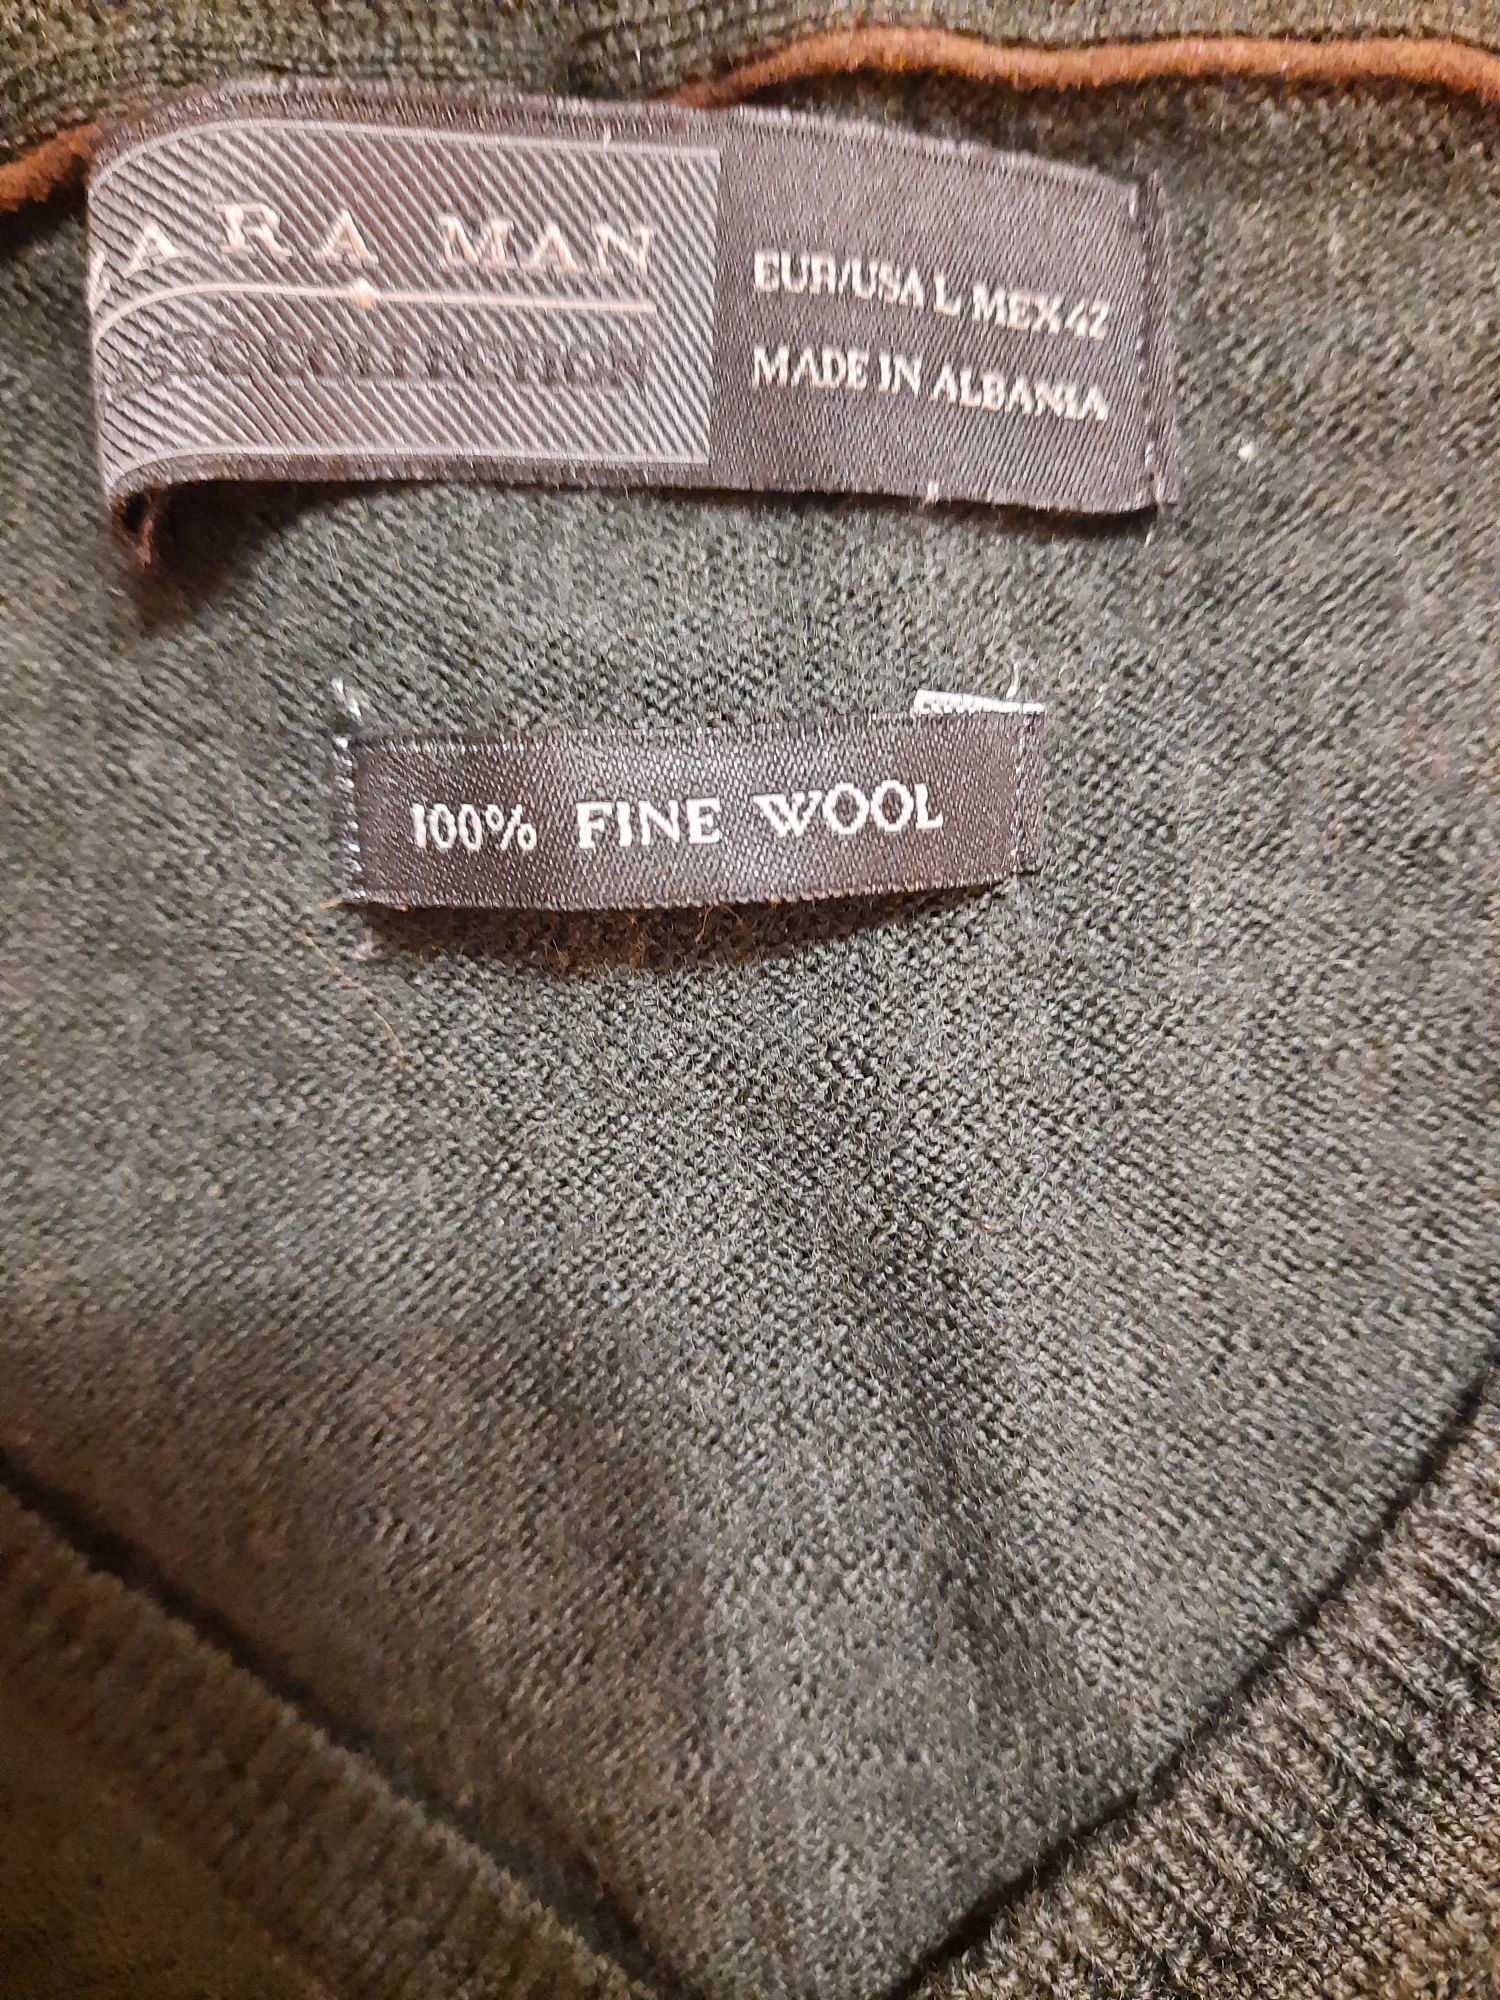 ARA MAN
EUR/USA L MEX 42
MADE IN ALBANIA
100% FINE WOOL